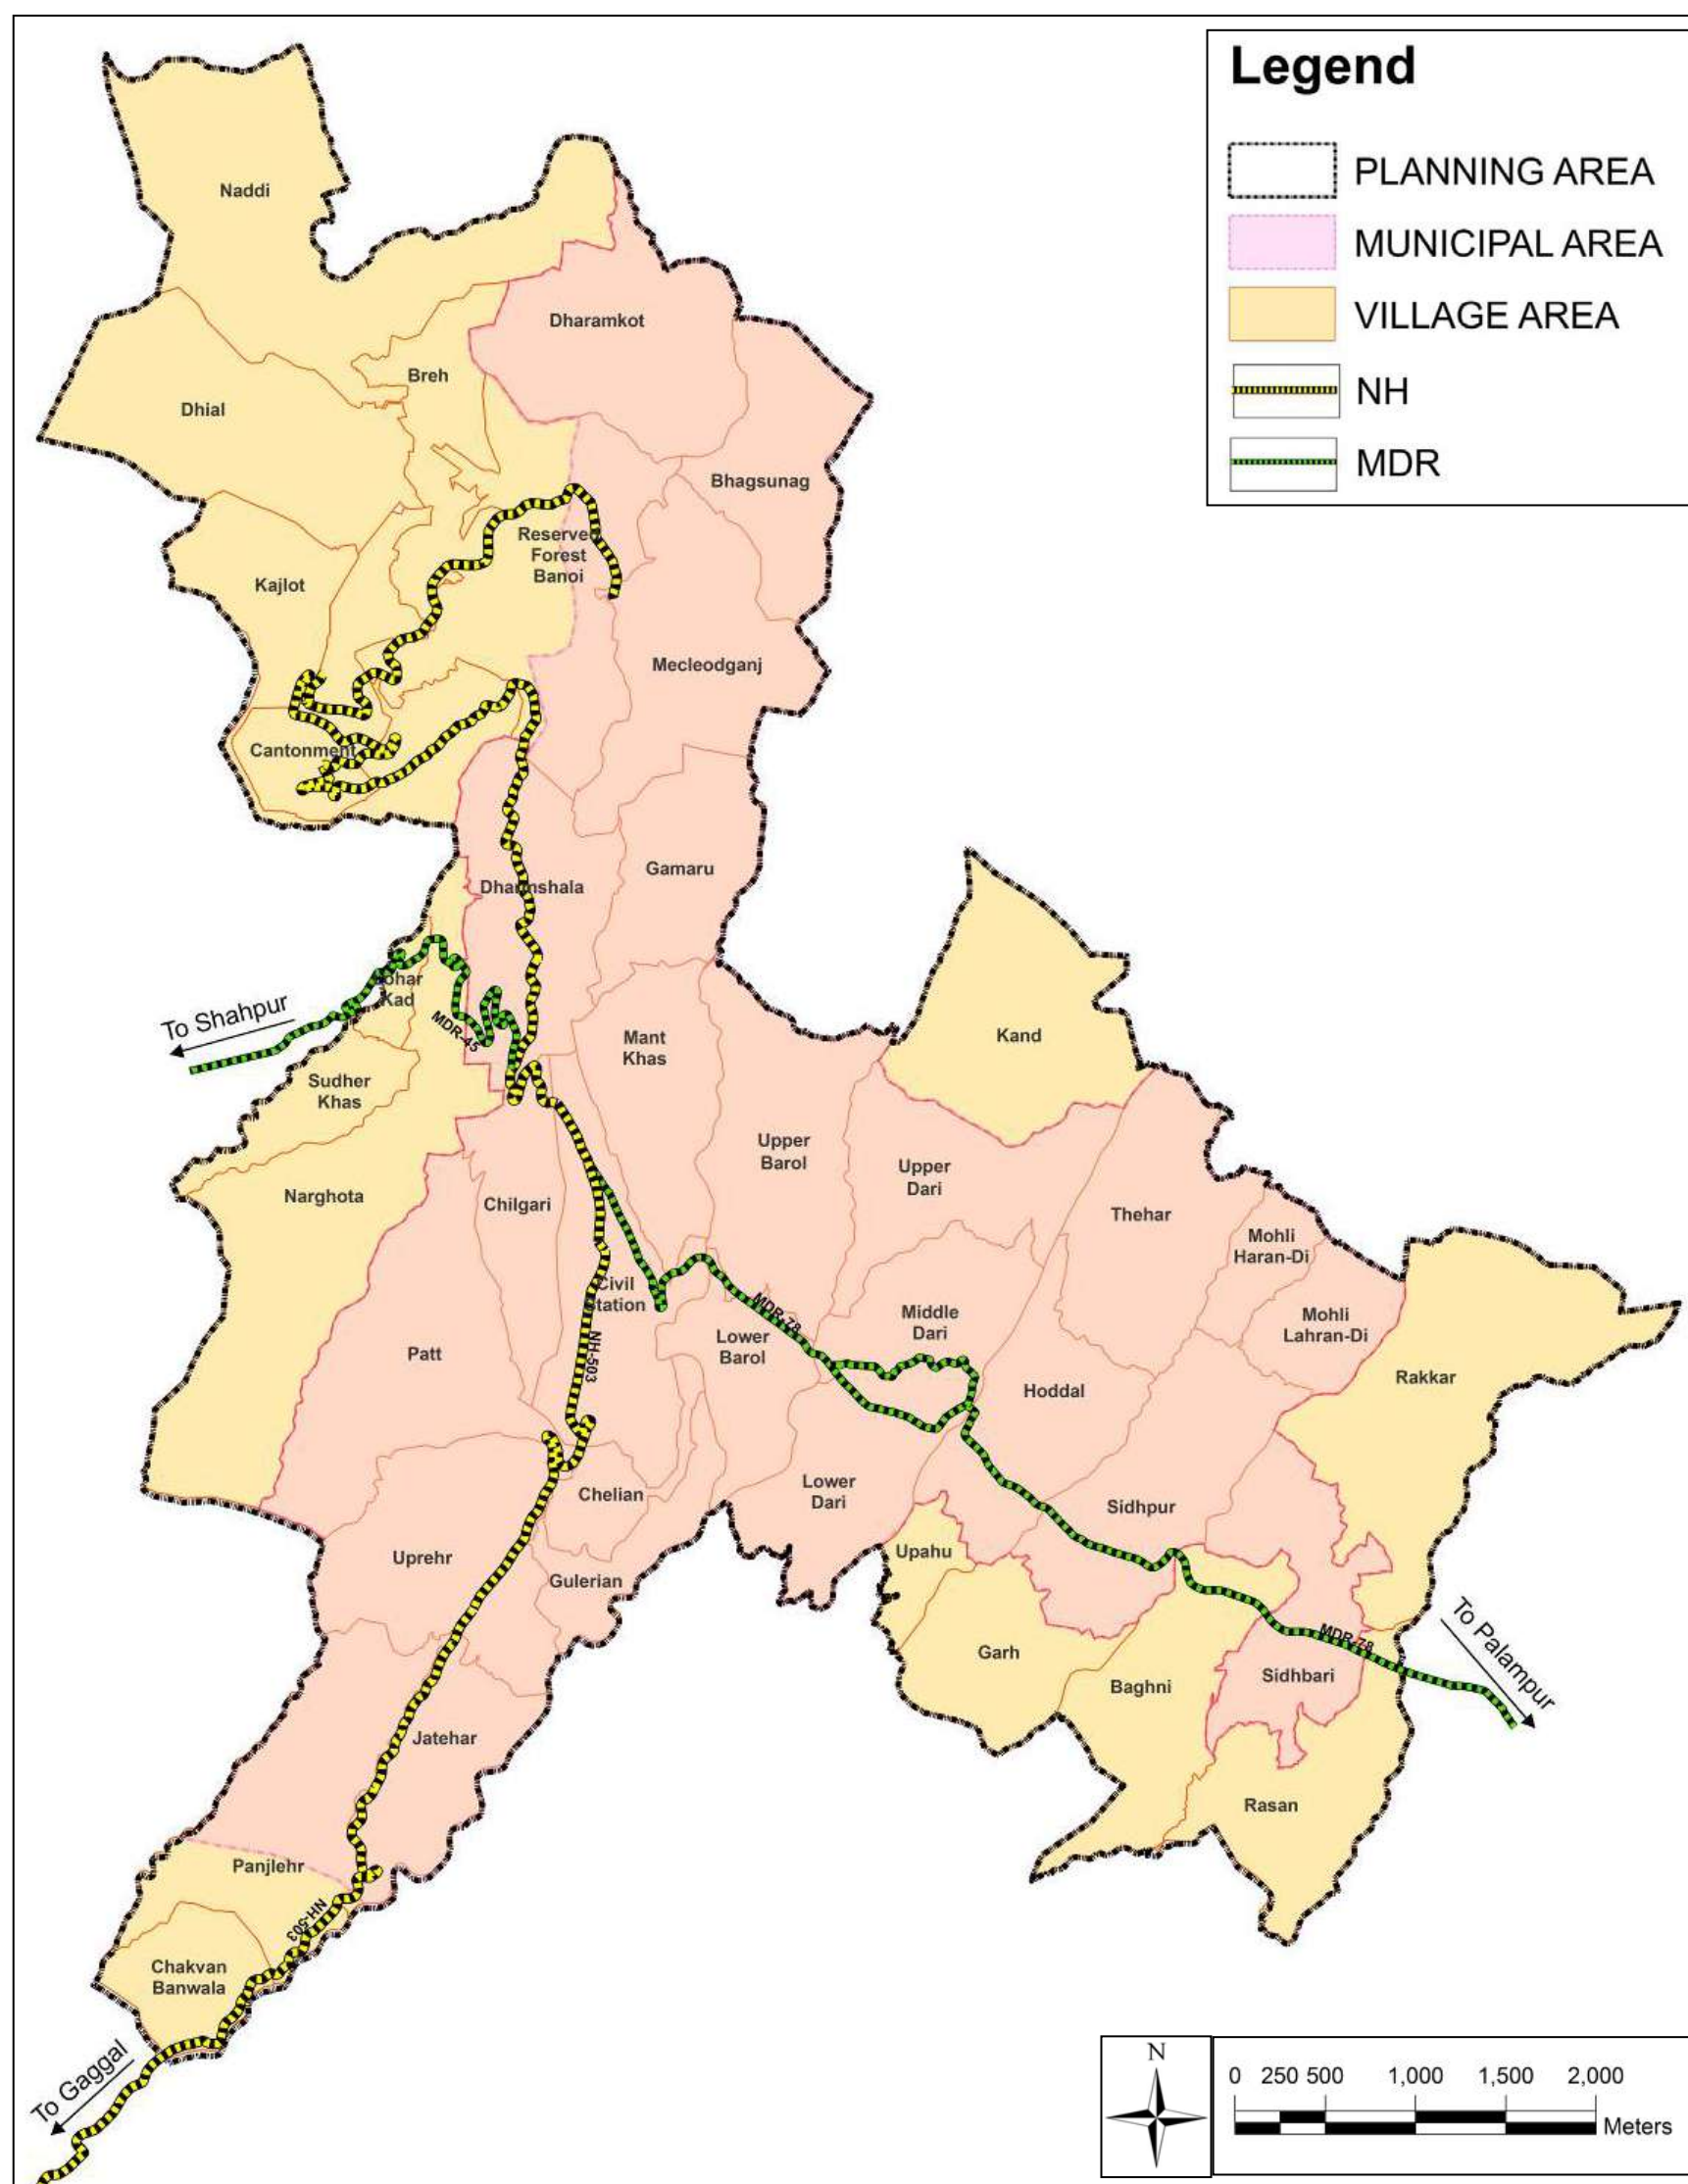 Legend
PLANNING AREA
MUNICIPAL AREA
VILLAGE AREA
NH
MDR
Naddi
Dharamkot
Breh
Dhial
Bhagsunag
Reserved
Forest
Banoi
Kajlot
Mecleodganj
Cantonment
Gamaru
Dharmshala
Kad
To Shahpur
MDR-45
Kand
Mant
Khas
Sudher
Khas
Upper
Barol
Upper
Dari
Narghota
Chilgari
Thehar
Mohli
Haran-Di
Civil
Station
MDR-78
Middle
Dari
Mohli
Lahran-Di
Lower
Barol
NH-503
Patt
Rakkar
Hoddal
Chelian
Lower
Dari
Sidhpur
Uprehr
Upahu
Gulerian
Garh
To Palampur
MDR-78
Sidhbari
Baghni
Jatehar
Rasan
Panjlehr
NH-503
Chakvan
Banwala
To Gaggal
N
0 250 500 1,000 1,500 2,000
Meters